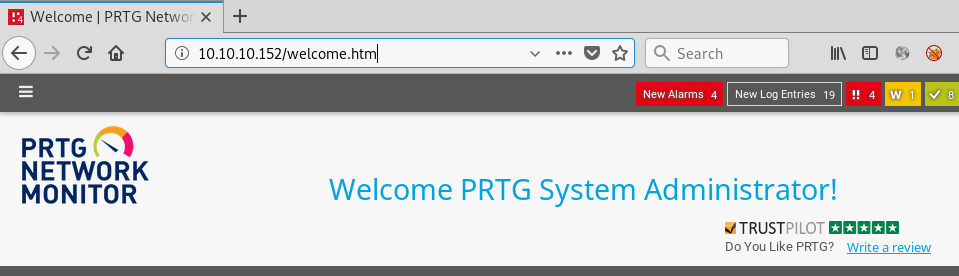 Welcome | PRTG Networ
10.10.10.152/welcome.htm
Search
New Alarms 4
New Log Entries 19
!! 4
W 1
8
PRTG
NETWORK
MONITOR
Welcome PRTG System Administrator!
TRUSTPILOT
Do You Like PRTG? Write a review